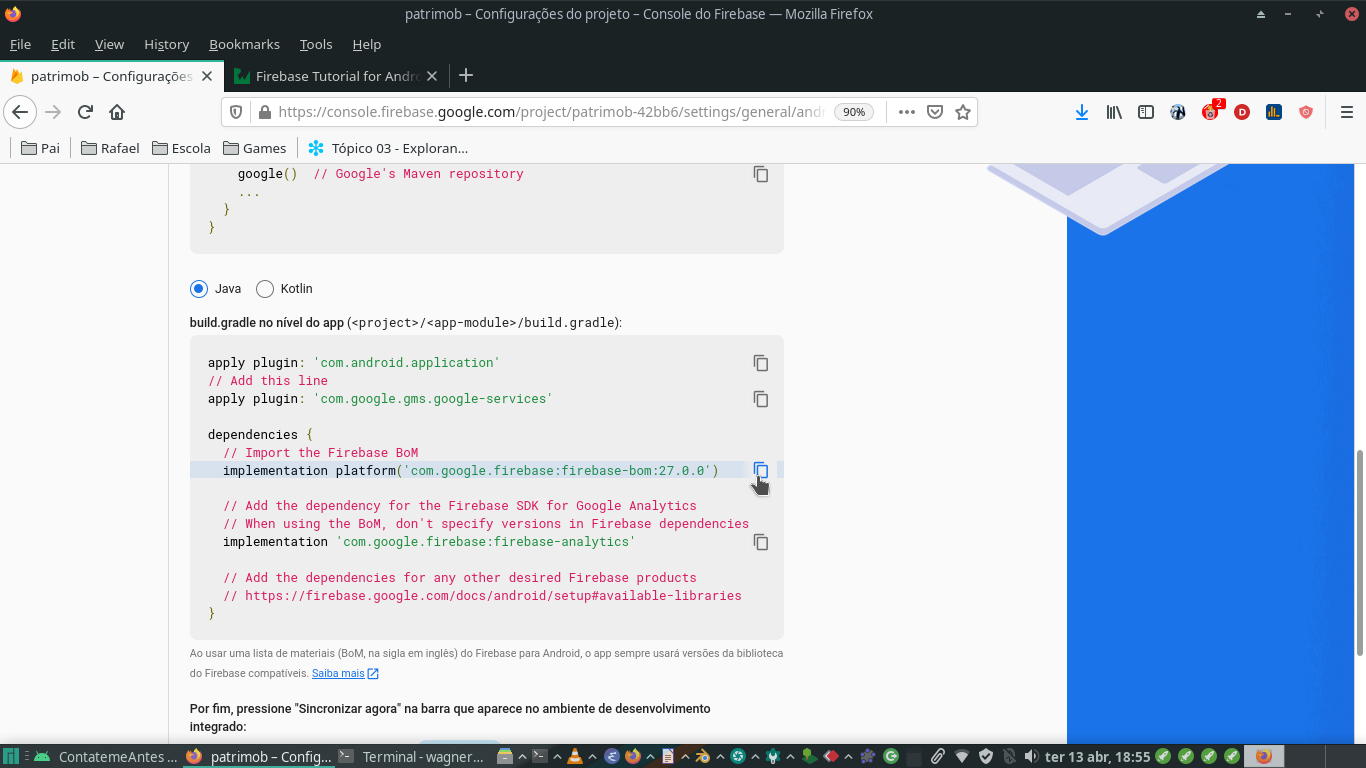 patrimob – Configurações do projeto – Console do Firebase — Mozilla Firefox
File Edit View History Bookmarks Tools Help
patrimob – Configurações
Firebase Tutorial for Andro
https://console.firebase.google.com/project/patrimob-42bb6/settings/general/andr
90%
2
Pai Rafael Escola Games Tópico 03 - Exploran...
google() // Google's Maven repository
...
}
}
Java Kotlin
build.gradle no nível do app (<project>/<app-module>/build.gradle):
apply plugin: 'com.android.application'
// Add this line
apply plugin: 'com.google.gms.google-services'
dependencies {
// Import the Firebase BoM
implementation platform('com.google.firebase:firebase-bom:27.0.0')
// Add the dependency for the Firebase SDK for Google Analytics
// When using the BoM, don't specify versions in Firebase dependencies
implementation 'com.google.firebase:firebase-analytics'
// Add the dependencies for any other desired Firebase products
// https://firebase.google.com/docs/android/setup#available-libraries
}
Ao usar uma lista de materiais (BoM, na sigla em inglês) do Firebase para Android, o app sempre usará versões da biblioteca
do Firebase compatíveis. Saiba mais
Por fim, pressione "Sincronizar agora" na barra que aparece no ambiente de desenvolvimento
integrado:
ContatemeAntes ...
patrimob – Config...
Terminal - wagner...
ter 13 abr, 18:55